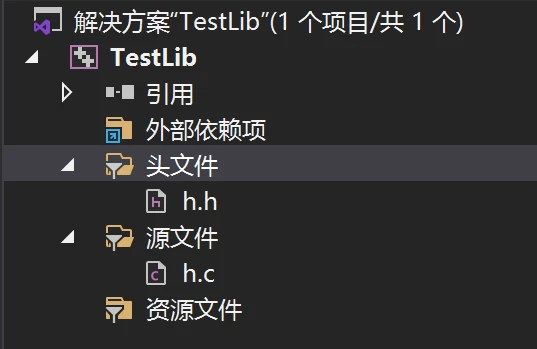 解决方案“TestLib”(1 个项目/共 1 个)
TestLib
引用
外部依赖项
头文件
h.h
源文件
h.c
资源文件